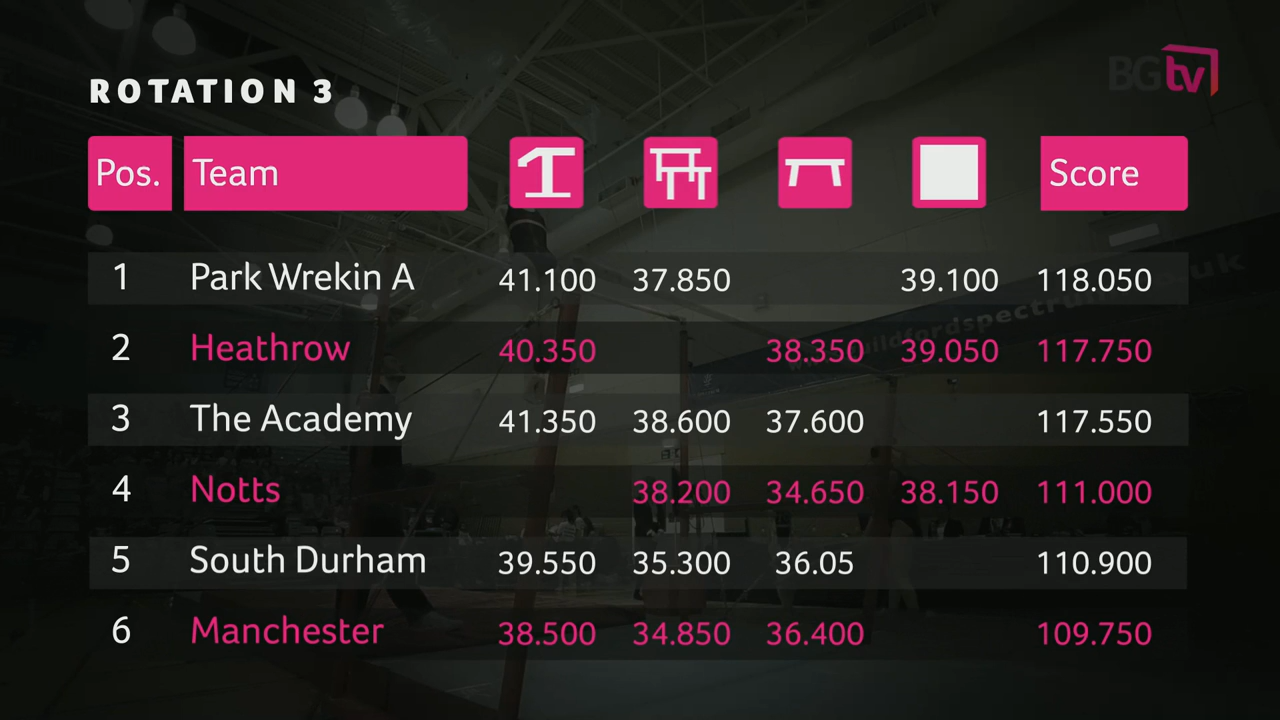 BGtv
ROTATION 3
Pos. Team Score
1 Park Wrekin A 41.100 37.850 39.100 118.050
2 Heathrow 40.350 38.350 39.050 117.750
3 The Academy 41.350 38.600 37.600 117.550
4 Notts 38.200 34.650 38.150 111.000
5 South Durham 39.550 35.300 36.05 110.900
6 Manchester 38.500 34.850 36.400 109.750